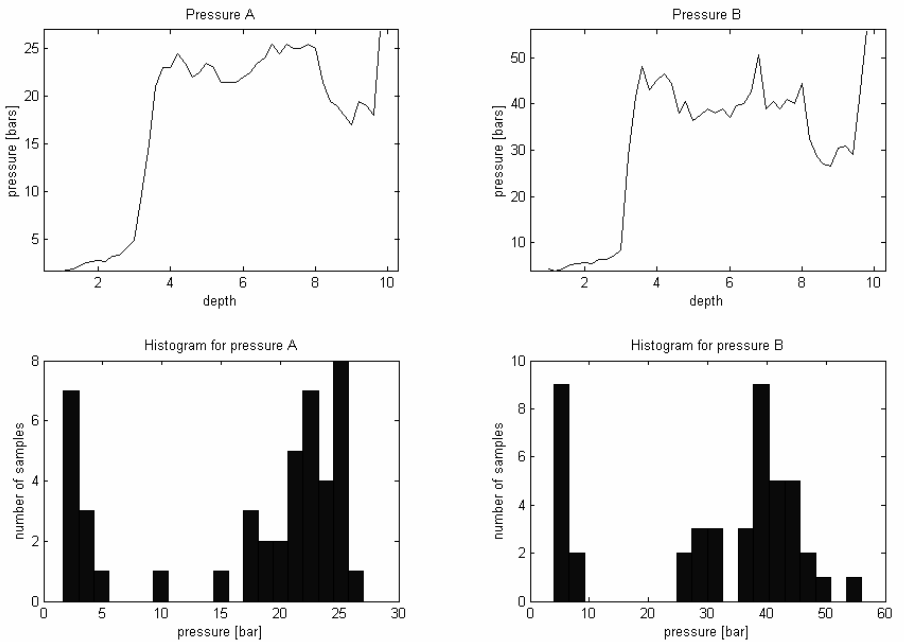 Pressure A
25
20
15
10
5
pressure [bars]
2 4 6 8 10
depth
Pressure B
50
40
30
20
10
pressure [bars]
2 4 6 8 10
depth
Histogram for pressure A
8
6
4
2
0
number of samples
0 5 10 15 20 25 30
pressure [bar]
Histogram for pressure B
10
8
6
4
2
0
number of samples
0 10 20 30 40 50 60
pressure [bar]